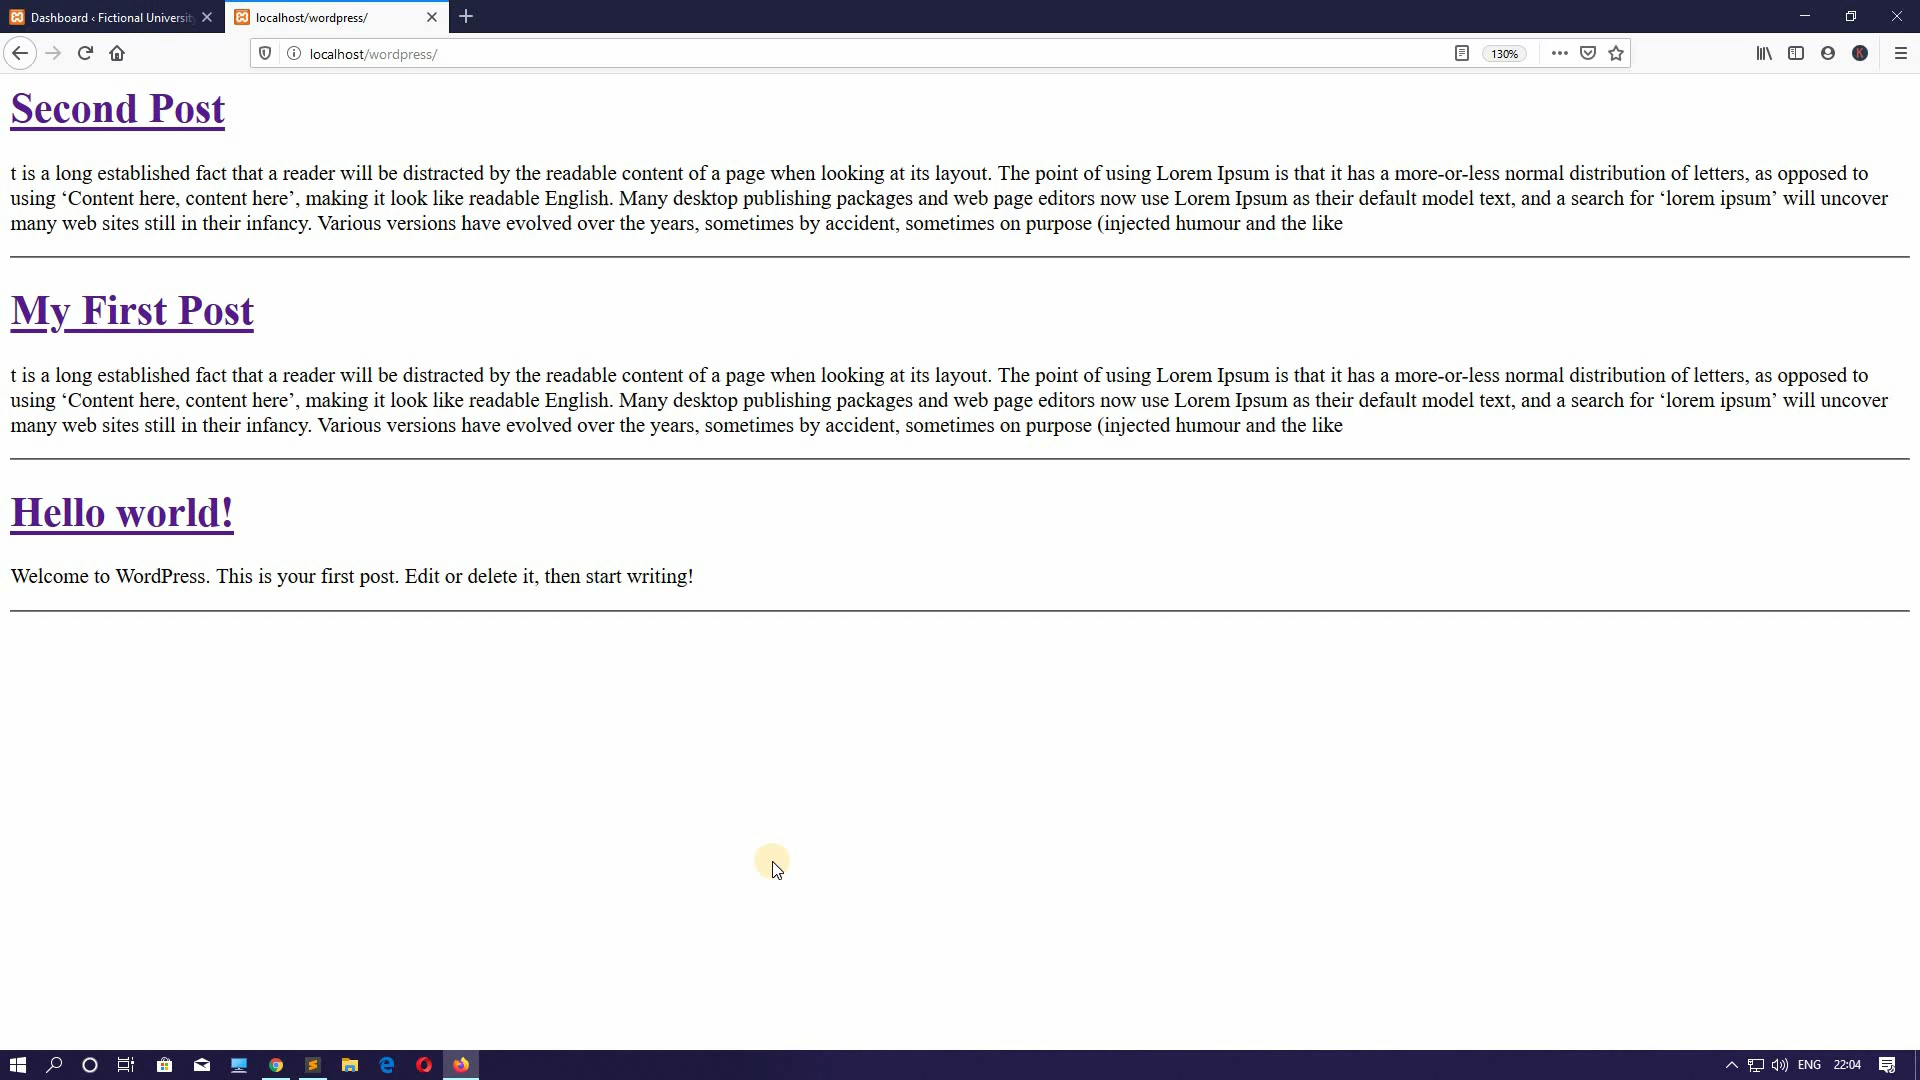 Dashboard ‹ Fictional University
localhost/wordpress/
localhost/wordpress/
130%
K
Second Post
t is a long established fact that a reader will be distracted by the readable content of a page when looking at its layout. The point of using Lorem Ipsum is that it has a more-or-less normal distribution of letters, as opposed to
using ‘Content here, content here’, making it look like readable English. Many desktop publishing packages and web page editors now use Lorem Ipsum as their default model text, and a search for ‘lorem ipsum’ will uncover
many web sites still in their infancy. Various versions have evolved over the years, sometimes by accident, sometimes on purpose (injected humour and the like
My First Post
t is a long established fact that a reader will be distracted by the readable content of a page when looking at its layout. The point of using Lorem Ipsum is that it has a more-or-less normal distribution of letters, as opposed to
using ‘Content here, content here’, making it look like readable English. Many desktop publishing packages and web page editors now use Lorem Ipsum as their default model text, and a search for ‘lorem ipsum’ will uncover
many web sites still in their infancy. Various versions have evolved over the years, sometimes by accident, sometimes on purpose (injected humour and the like
Hello world!
Welcome to WordPress. This is your first post. Edit or delete it, then start writing!
ENG
22:04